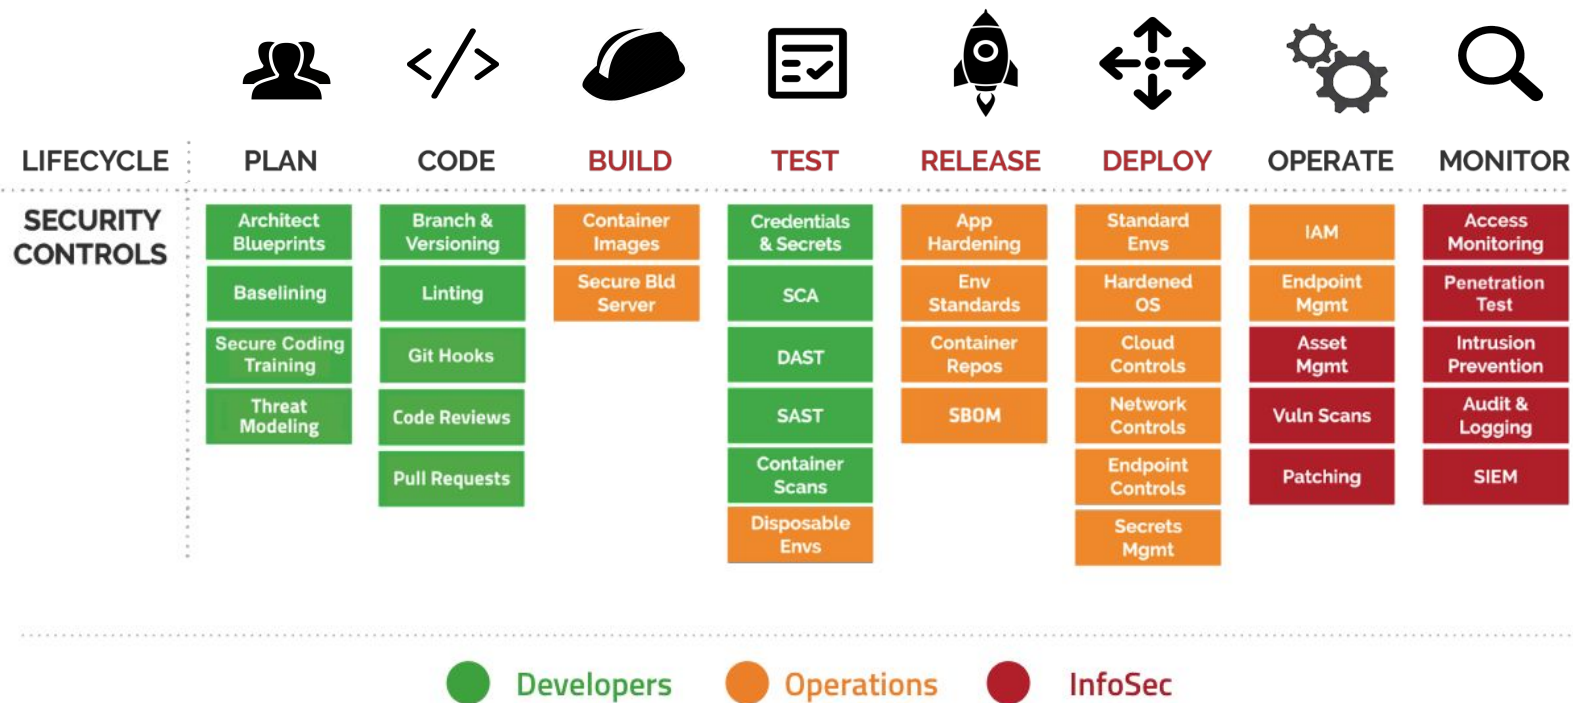 LIFECYCLE
PLAN
CODE
BUILD
TEST
RELEASE
DEPLOY
OPERATE
MONITOR
SECURITY
CONTROLS
Architect
Blueprints
Baselining
Secure Coding
Training
Threat
Modeling
Branch &
Versioning
Linting
Git Hooks
Code Reviews
Pull Requests
Container
Images
Secure Bld
Server
Credentials
& Secrets
SCA
DAST
SAST
Container
Scans
Disposable
Envs
App
Hardening
Env
Standards
Container
Repos
SBOM
Standard
Envs
Hardened
OS
Cloud
Controls
Network
Controls
Endpoint
Controls
Secrets
Mgmt
IAM
Endpoint
Mgmt
Asset
Mgmt
Vuln Scans
Patching
Access
Monitoring
Penetration
Test
Intrusion
Prevention
Audit &
Logging
SIEM
Developers
Operations
InfoSec